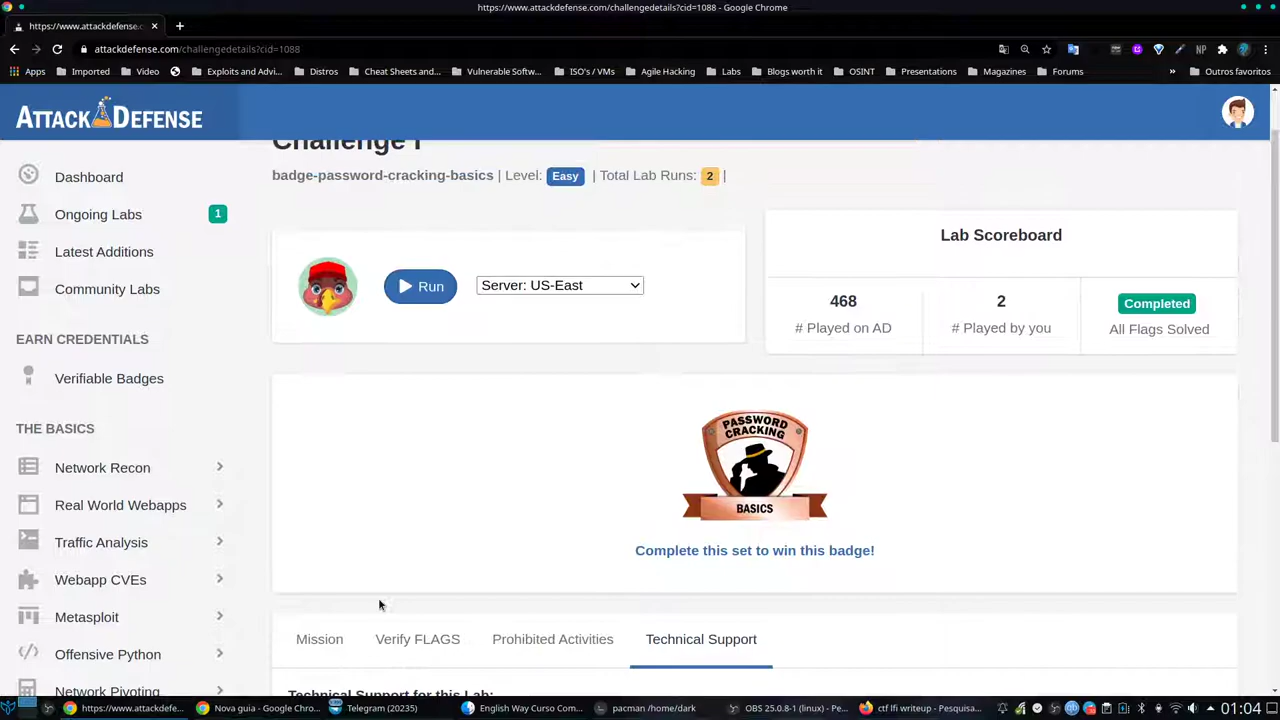 https://www.attackdefense.com/challengedetails?cid=1088 - Google Chrome
https://www.attackdefense.c
attackdefense.com/challengedetails?cid=1088
Apps Imported Video Exploits and Advi... Distros Cheat Sheets and... Vulnerable Softw... ISO's / VMs Agile Hacking Labs Blogs worth it OSINT Presentations Magazines Forums » Outros favoritos
ATTACK DEFENSE
Challenge I
badge-password-cracking-basics | Level: Easy | Total Lab Runs: 2 |
Dashboard
Ongoing Labs 1
Latest Additions
Community Labs
EARN CREDENTIALS
Verifiable Badges
THE BASICS
Network Recon
Real World Webapps
Traffic Analysis
Webapp CVEs
Metasploit
Offensive Python
Network Pivoting
Run
Server: US-East
Lab Scoreboard
468
# Played on AD
2
# Played by you
Completed
All Flags Solved
PASSWORD
CRACKING
BASICS
Complete this set to win this badge!
Mission Verify FLAGS Prohibited Activities Technical Support
Technical Support for this Lab:
https://www.attackdefe... Nova guia - Google Chro... Telegram (20235) English Way Curso Com... pacman /home/dark OBS 25.0.8-1 (linux) - Pe... ctf lfi writeup - Pesquisa... 01:04